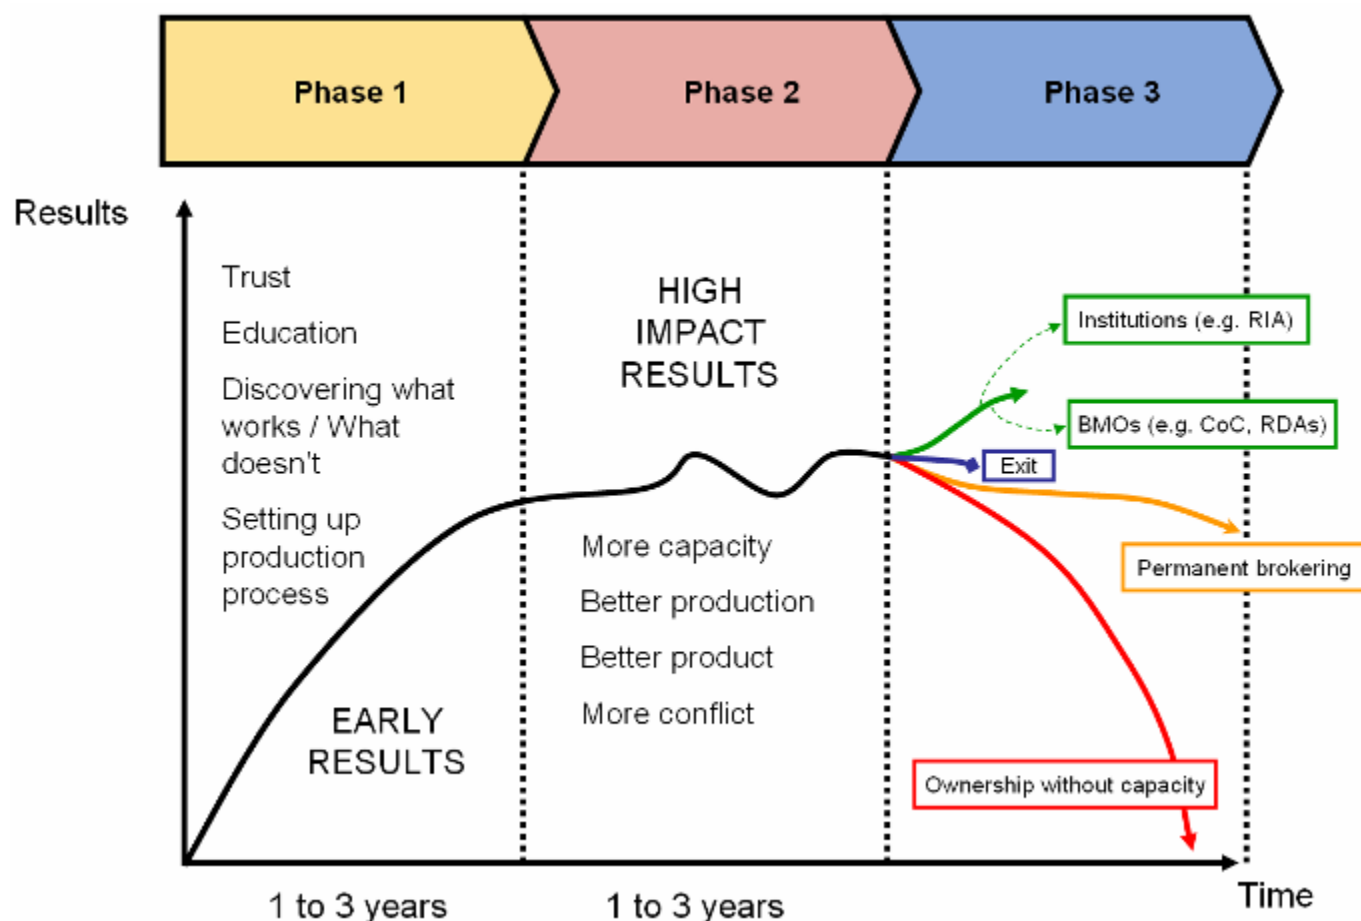 Phase 1
Phase 2
Phase 3
Results
Trust
Education
Discovering what
works / What
doesn't
Setting up
production
process
EARLY
RESULTS
HIGH
IMPACT
RESULTS
More capacity
Better production
Better product
More conflict
Institutions (e.g. RIA)
BMOs (e.g. CoC, RDAs)
Exit
Permanent brokering
Ownership without capacity
Time
1 to 3 years
1 to 3 years